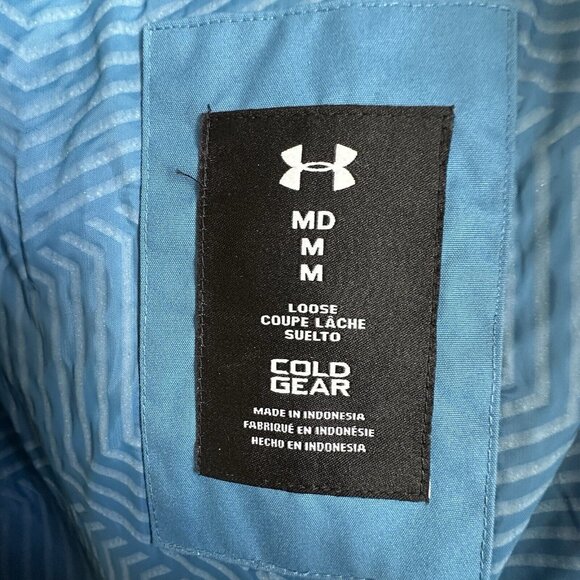 MD
M
M
LOOSE
COUPE LÂCHE
SUELTO
COLD
GEAR
MADE IN INDONESIA
FABRIQUÉ EN INDONÉSIE
HECHO EN INDONESIA